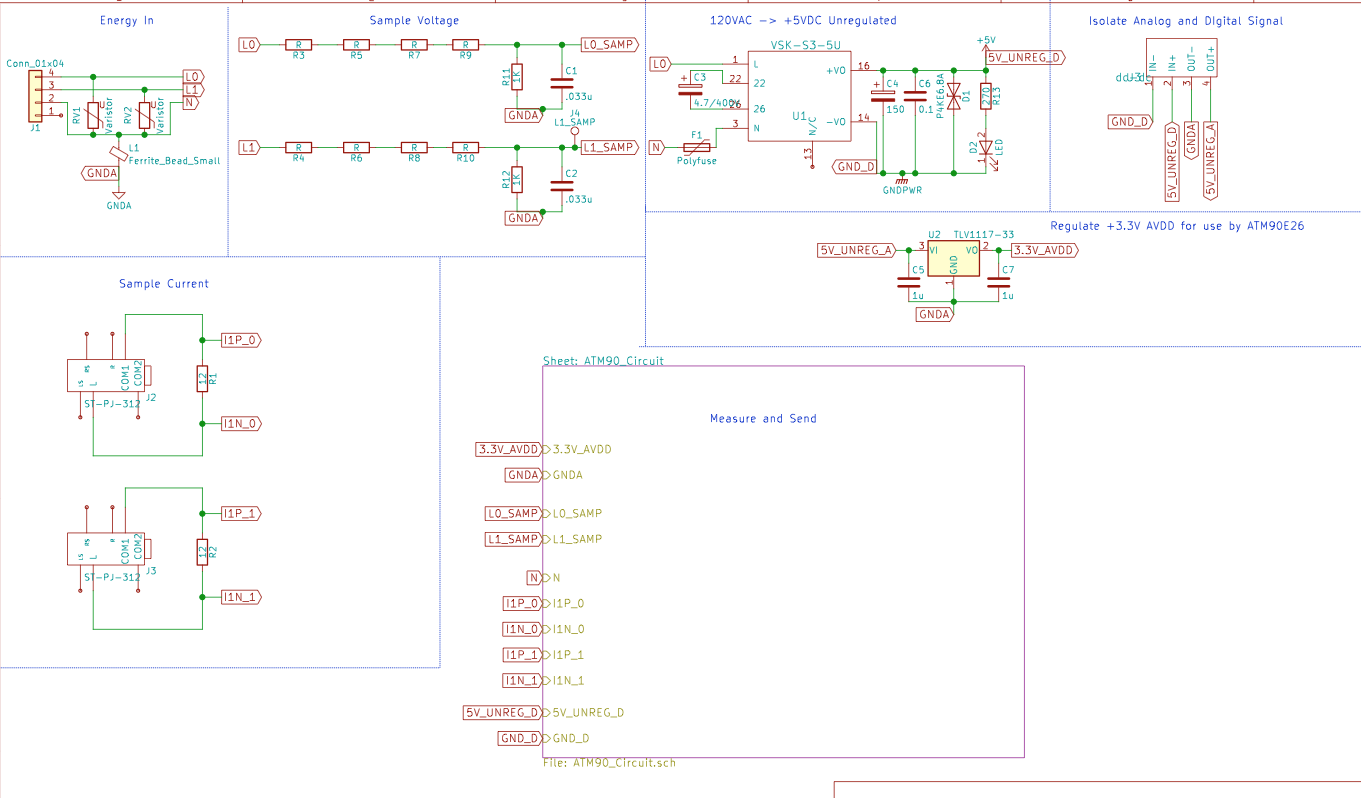 Energy In
Conn_01x04
4
3
2
1
J1
L0
L1
N
RV1
Varistor
RV2
Varistor
L1
Ferrite_Bead_Small
GNDA
GNDA
Sample Voltage
L0
R
R3
R
R5
R
R7
R
R9
L0_SAMP
R11
1K
C1
.033u
GNDA
J4
L1_SAMP
L1
R
R4
R
R6
R
R8
R
R10
L1_SAMP
R12
1K
C2
.033u
GNDA
120VAC -> +5VDC Unregulated
VSK-S3-5U
L0
1
L
22
22
26
26
3
N
C3
4.7/400V
U1
N/C
13
+VO
16
-VO
14
N
F1
Polyfuse
C4
150
C6
0.1
P4KE6.8A
D1
+5V
5V_UNREG_D
270
R13
D2
LED
2
1
GND_D
GNDPWR
Isolate Analog and DIgital Signal
IN-
IN+
OUT-
OUT+
1
2
3
4
GND_D
5V_UNREG_D
GNDA
5V_UNREG_A
Regulate +3.3V AVDD for use by ATM90E26
U2
TLV1117-33
5V_UNREG_A
3
VI
VO
2
3.3V_AVDD
GND
1
C5
1u
C7
1u
GNDA
Sample Current
I1P_0
LS
RS
L
R
COM1
COM2
J2
ST-PJ-312
12
R1
I1N_0
I1P_1
LS
RS
L
R
COM1
COM2
J3
ST-PJ-312
12
R2
I1N_1
Sheet: ATM90_Circuit
Measure and Send
3.3V_AVDD 3.3V_AVDD
GNDA GNDA
L0_SAMP L0_SAMP
L1_SAMP L1_SAMP
N N
I1P_0 I1P_0
I1N_0 I1N_0
I1P_1 I1P_1
I1N_1 I1N_1
5V_UNREG_D 5V_UNREG_D
GND_D GND_D
File: ATM90_Circuit.sch